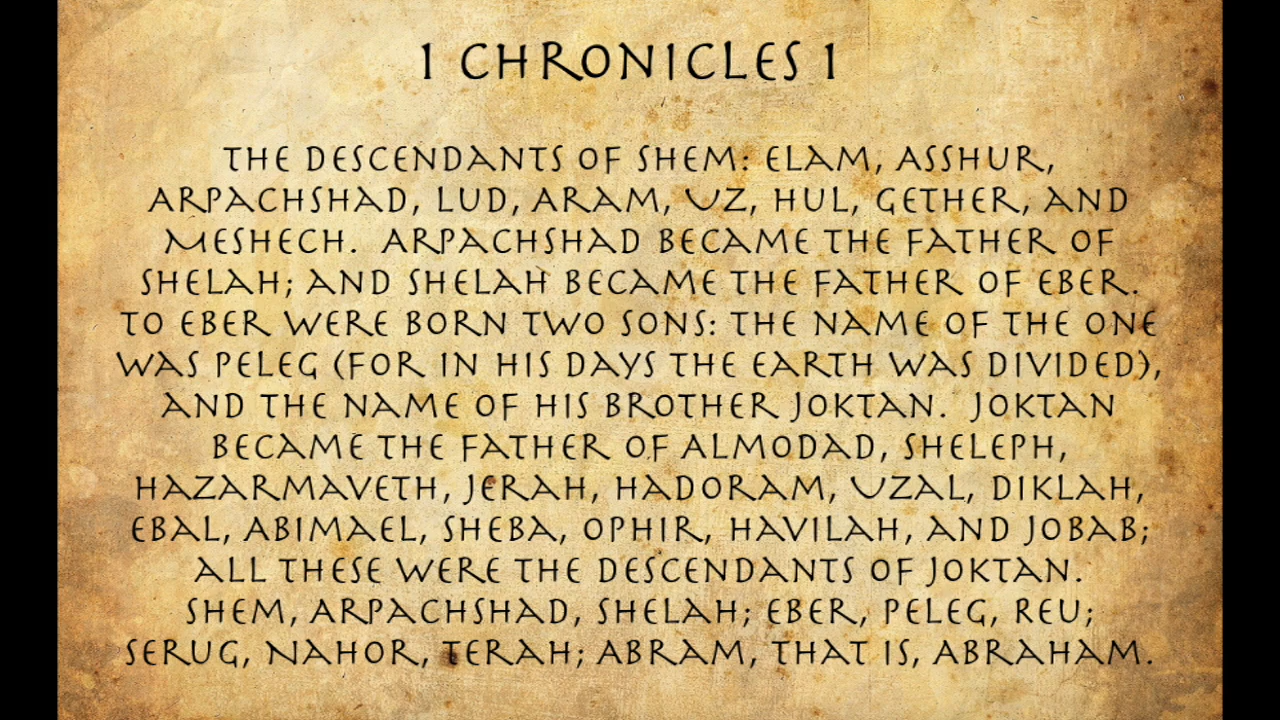 1 CHRONICLES 1
THE DESCENDANTS OF SHEM: ELAM, ASSHUR,
ARPACHSHAD, LUD, ARAM, UZ, HUL, GETHER, AND
MESHECH. ARPACHSHAD BECAME THE FATHER OF
SHELAH; AND SHELAH BECAME THE FATHER OF EBER.
TO EBER WERE BORN TWO SONS: THE NAME OF THE ONE
WAS PELEG (FOR IN HIS DAYS THE EARTH WAS DIVIDED),
AND THE NAME OF HIS BROTHER JOKTAN. JOKTAN
BECAME THE FATHER OF ALMODAD, SHELEPH,
HAZARMAVETH, JERAH, HADORAM, UZAL, DIKLAH,
EBAL, ABIMAEL, SHEBA, OPHIR, HAVILAH, AND JOBAB;
ALL THESE WERE THE DESCENDANTS OF JOKTAN.
SHEM, ARPACHSHAD, SHELAH; EBER, PELEG, REU;
SERUG, NAHOR, TERAH; ABRAM, THAT IS, ABRAHAM.